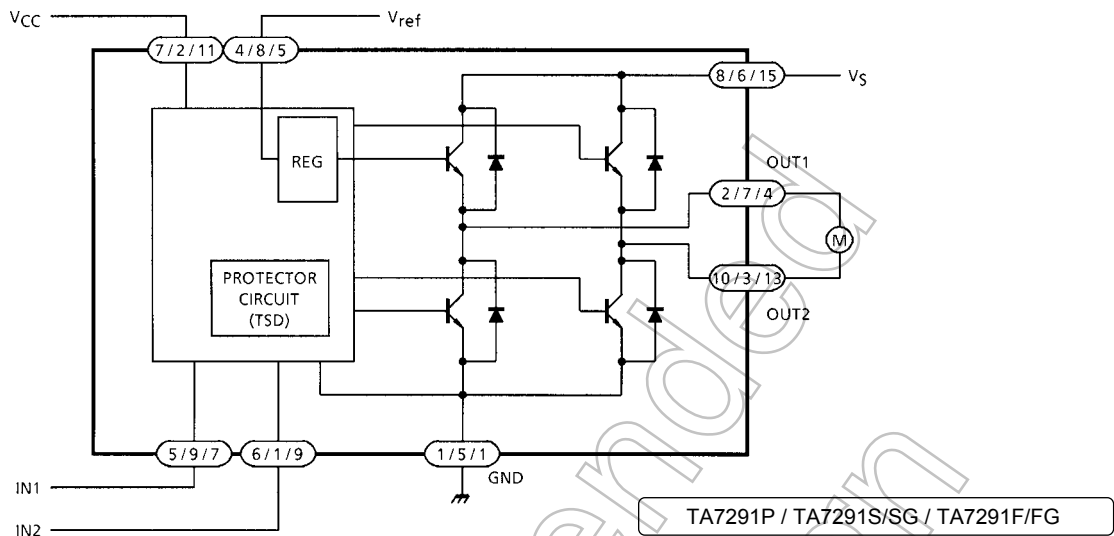 VCC
Vref
7 / 2 / 11
4 / 8 / 5
8 / 6 / 15
VS
REG
OUT1
2 / 7 / 4
M
PROTECTOR
CIRCUIT
(TSD)
10 / 3 / 13
OUT2
5 / 9 / 7
6 / 1 / 9
1 / 5 / 1
GND
IN1
IN2
TA7291P / TA7291S/SG / TA7291F/FG